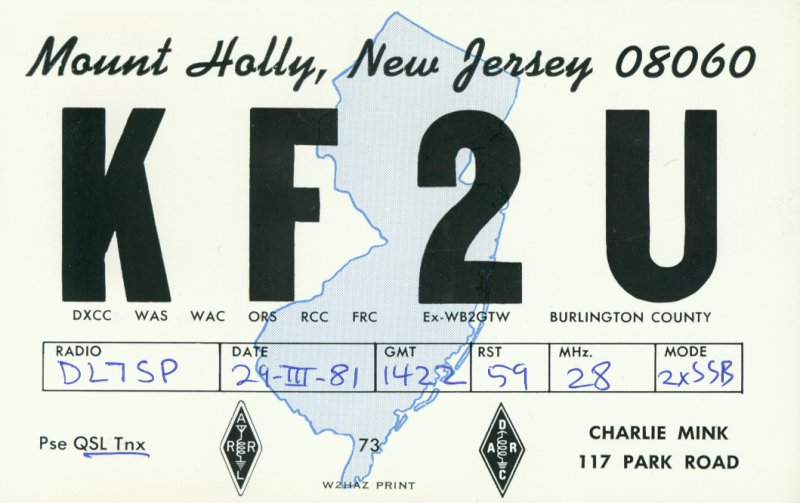 Mount Holly, New Jersey 08060
KF2U
DXCC WAS WAC ORS RCC FRC Ex-WB2GTW BURLINGTON COUNTY
RADIO DATE GMT RST MHz. MODE
DL7SP 29-III-81 1422 59 28 2xSSB
Pse QSL Tnx
ARRL
73
DARC
CHARLIE MINK
117 PARK ROAD
W2HAZ PRINT